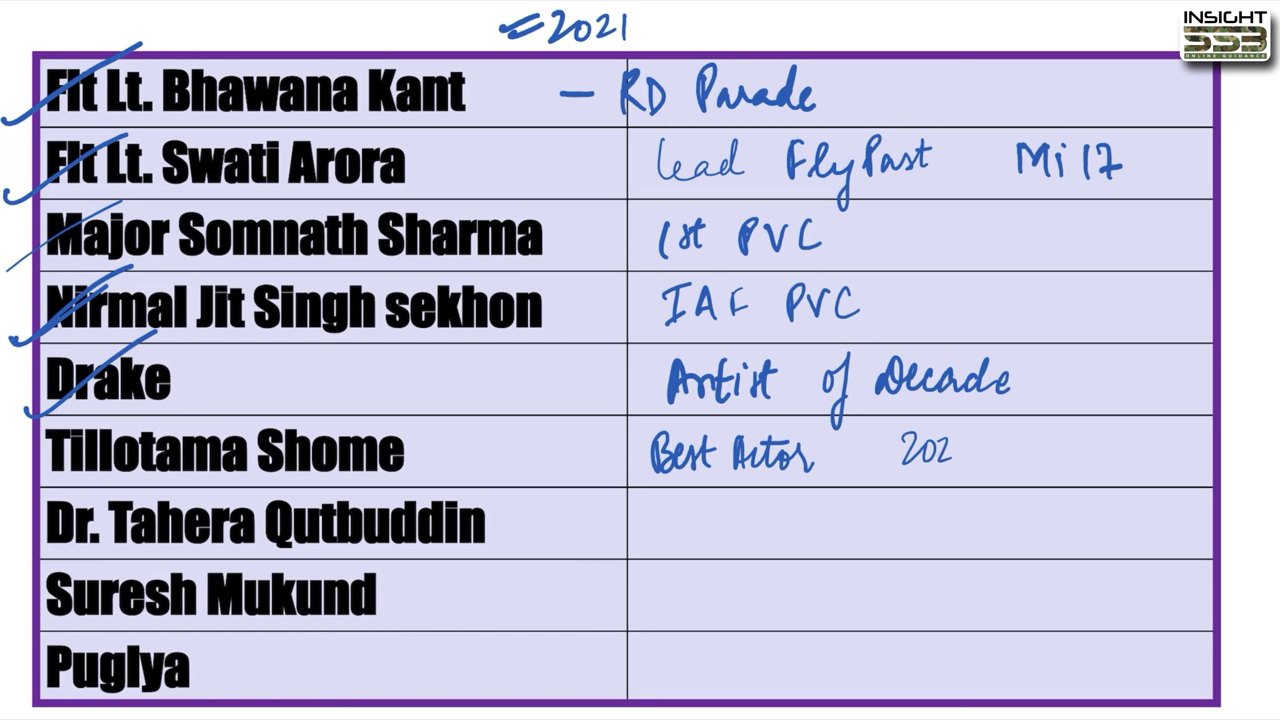 2021
INSIGHT
SSB
ONLINE GUIDANCE
Flt Lt. Bhawana Kant - RD Parade
Flt Lt. Swati Arora lead FlyPast Mi 17
Major Somnath Sharma 1st PVC
Nirmal Jit Singh sekhon IAF PVC
Drake Artist of Decade
Tillotama Shome Best Actor 202
Dr. Tahera Qutbuddin
Suresh Mukund
Puglya